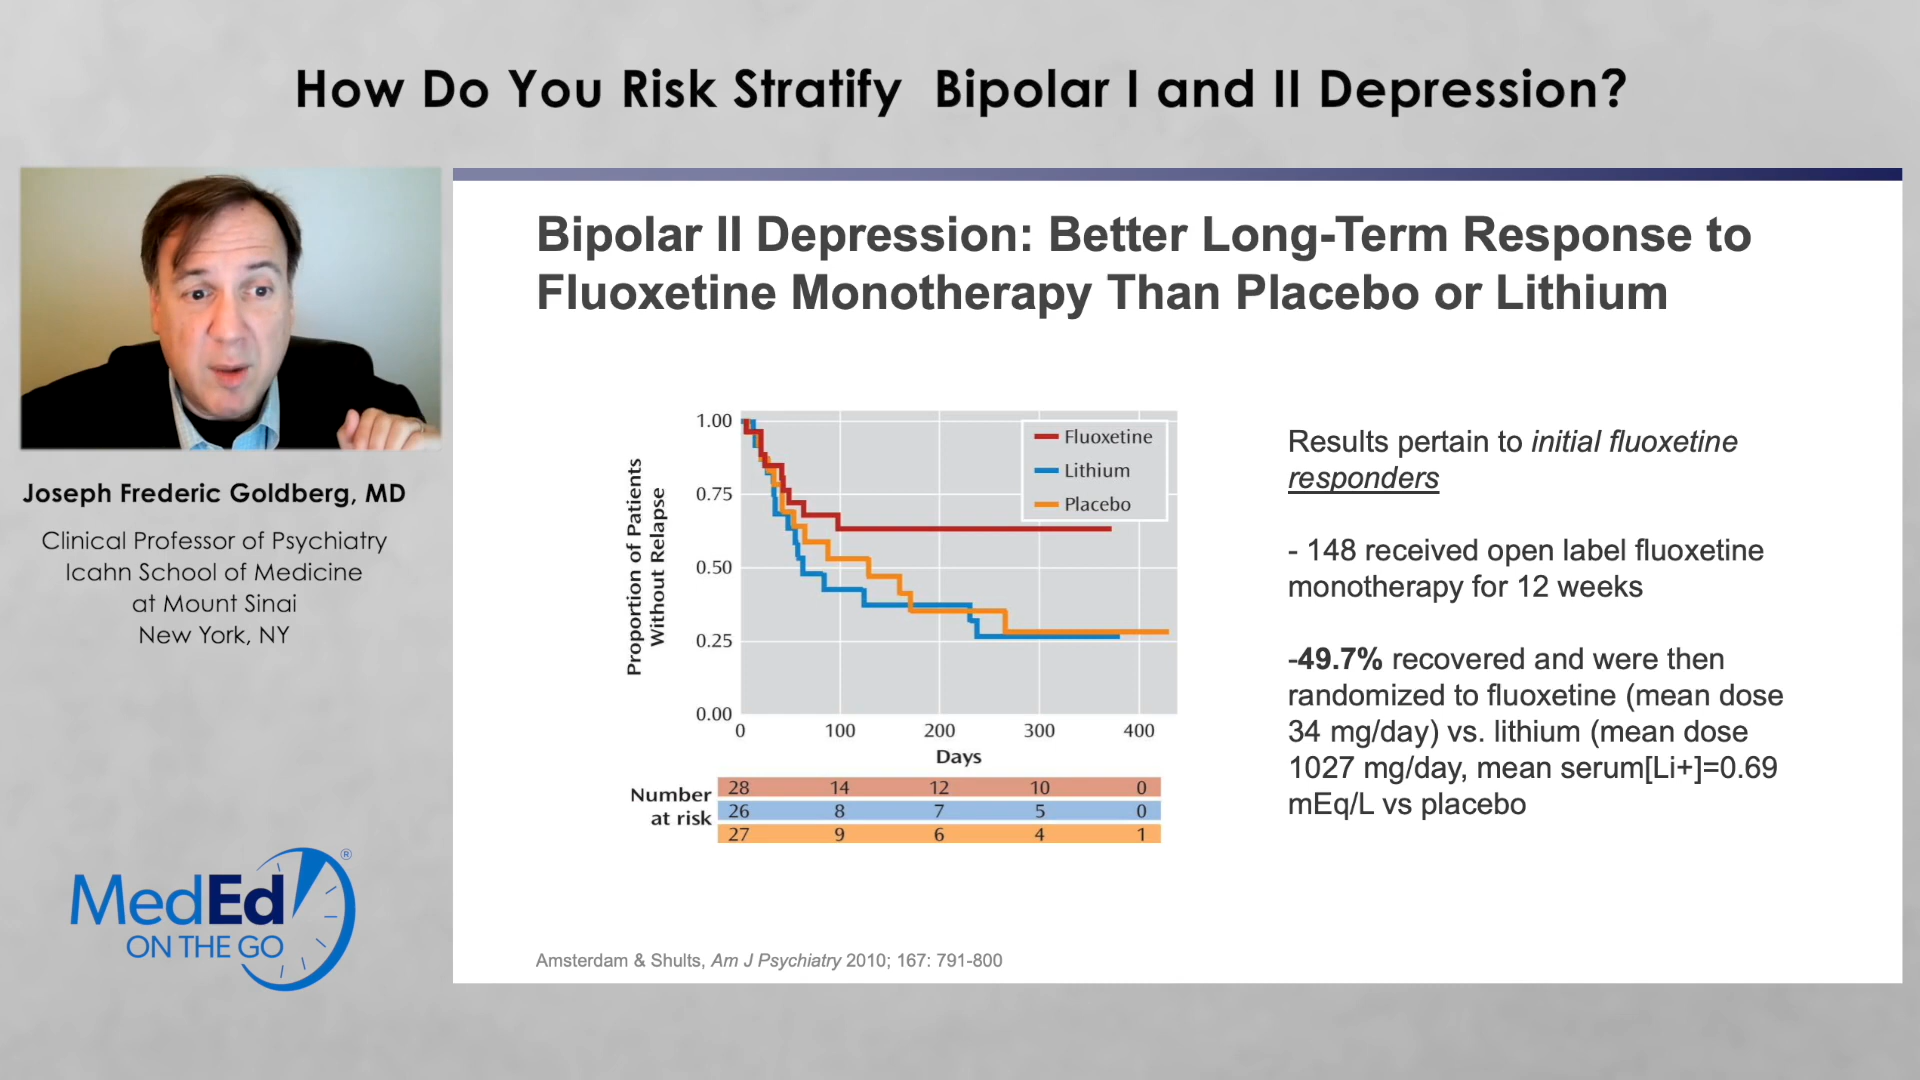 How Do You Risk Stratify  Bipolar I and II Depression?
Joseph Frederic Goldberg, MD
Clinical Professor of Psychiatry
Icahn School of Medicine
at Mount Sinai
New York, NY
MedEd®
ON THE GO
Bipolar II Depression: Better Long-Term Response to
Fluoxetine Monotherapy Than Placebo or Lithium
Proportion of Patients
Without Relapse
1.00
0.75
0.50
0.25
0.00
Fluoxetine
Lithium
Placebo
0 100 200 300 400
Days
Number
at risk
28 14 12 10 0
26 8 7 5 0
27 9 6 4 1
Results pertain to initial fluoxetine
responders
- 148 received open label fluoxetine
monotherapy for 12 weeks
-49.7% recovered and were then
randomized to fluoxetine (mean dose
34 mg/day) vs. lithium (mean dose
1027 mg/day, mean serum[Li+]=0.69
mEq/L vs placebo
Amsterdam & Shults, Am J Psychiatry 2010; 167: 791-800